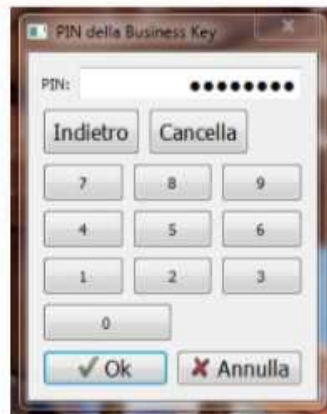 PIN della Business Key
PIN: ●●●●●●●●
Indietro Cancella
7 8 9
4 5 6
1 2 3
0
Ok Annulla